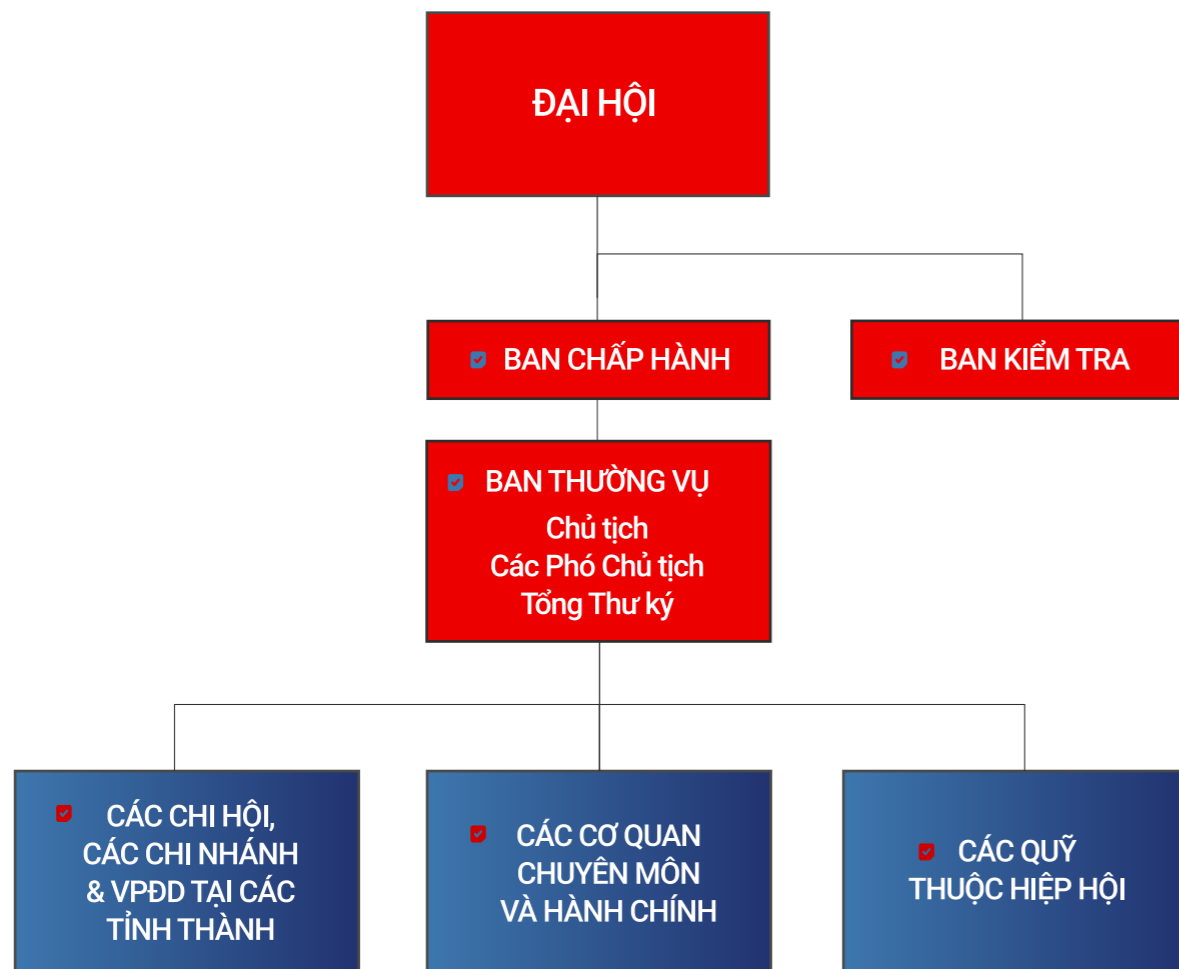 ĐẠI HỘI
BAN CHẤP HÀNH
BAN KIỂM TRA
BAN THƯỜNG VỤ
Chủ tịch
Các Phó Chủ tịch
Tổng Thư ký
CÁC CHI HỘI,
CÁC CHI NHÁNH
& VPĐD TẠI CÁC
TỈNH THÀNH
CÁC CƠ QUAN
CHUYÊN MÔN
VÀ HÀNH CHÍNH
CÁC QUỸ
THUỘC HIỆP HỘI